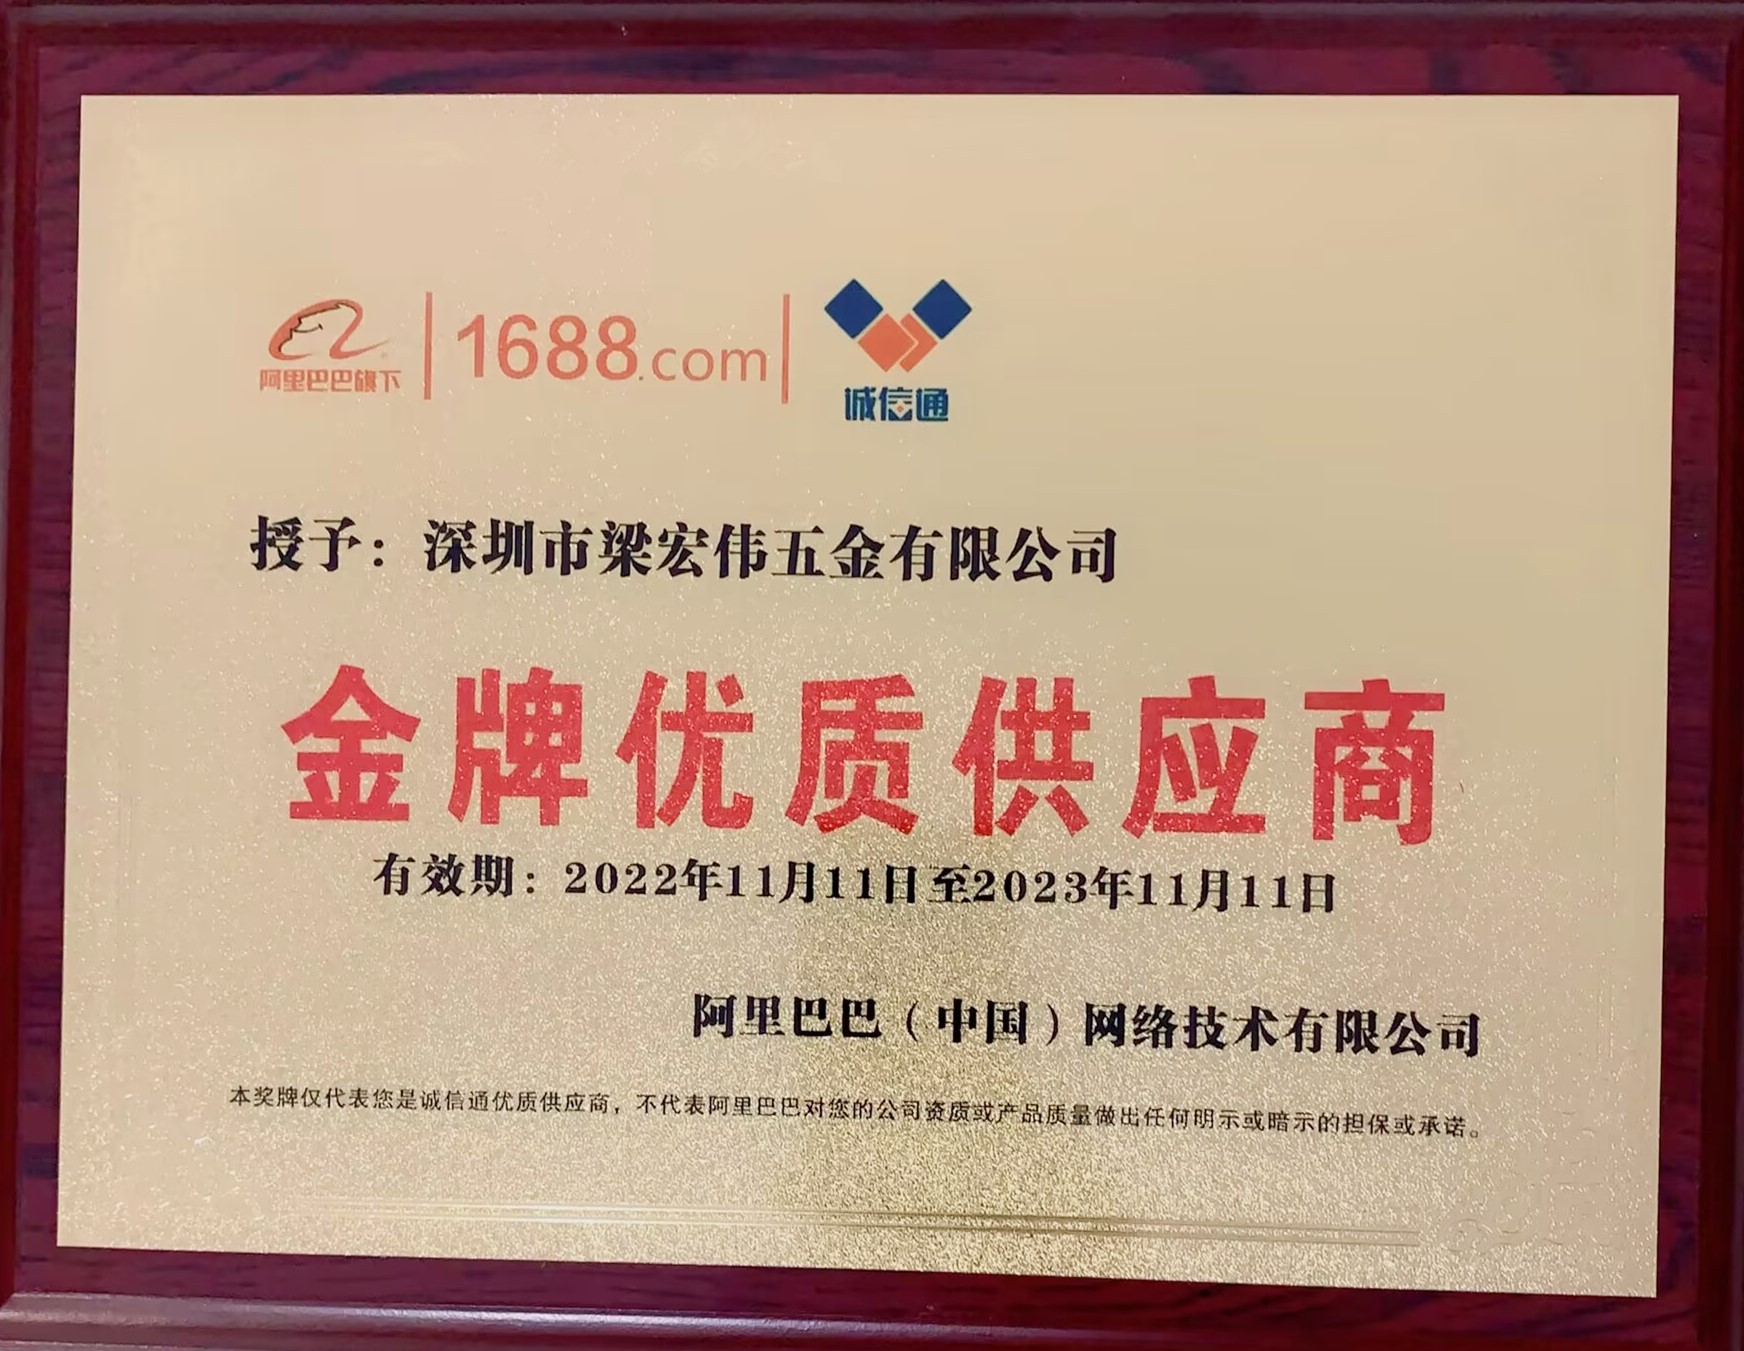 阿里巴巴旗下
1688.com
诚信通
授予：深圳市梁宏伟五金有限公司
金牌优质供应商
有效期：2022年11月11日至2023年11月11日
阿里巴巴（中国）网络技术有限公司
本奖牌仅代表您是诚信通优质供应商，不代表阿里巴巴对您的公司资质或产品质量做出任何明示或暗示的担保或承诺。